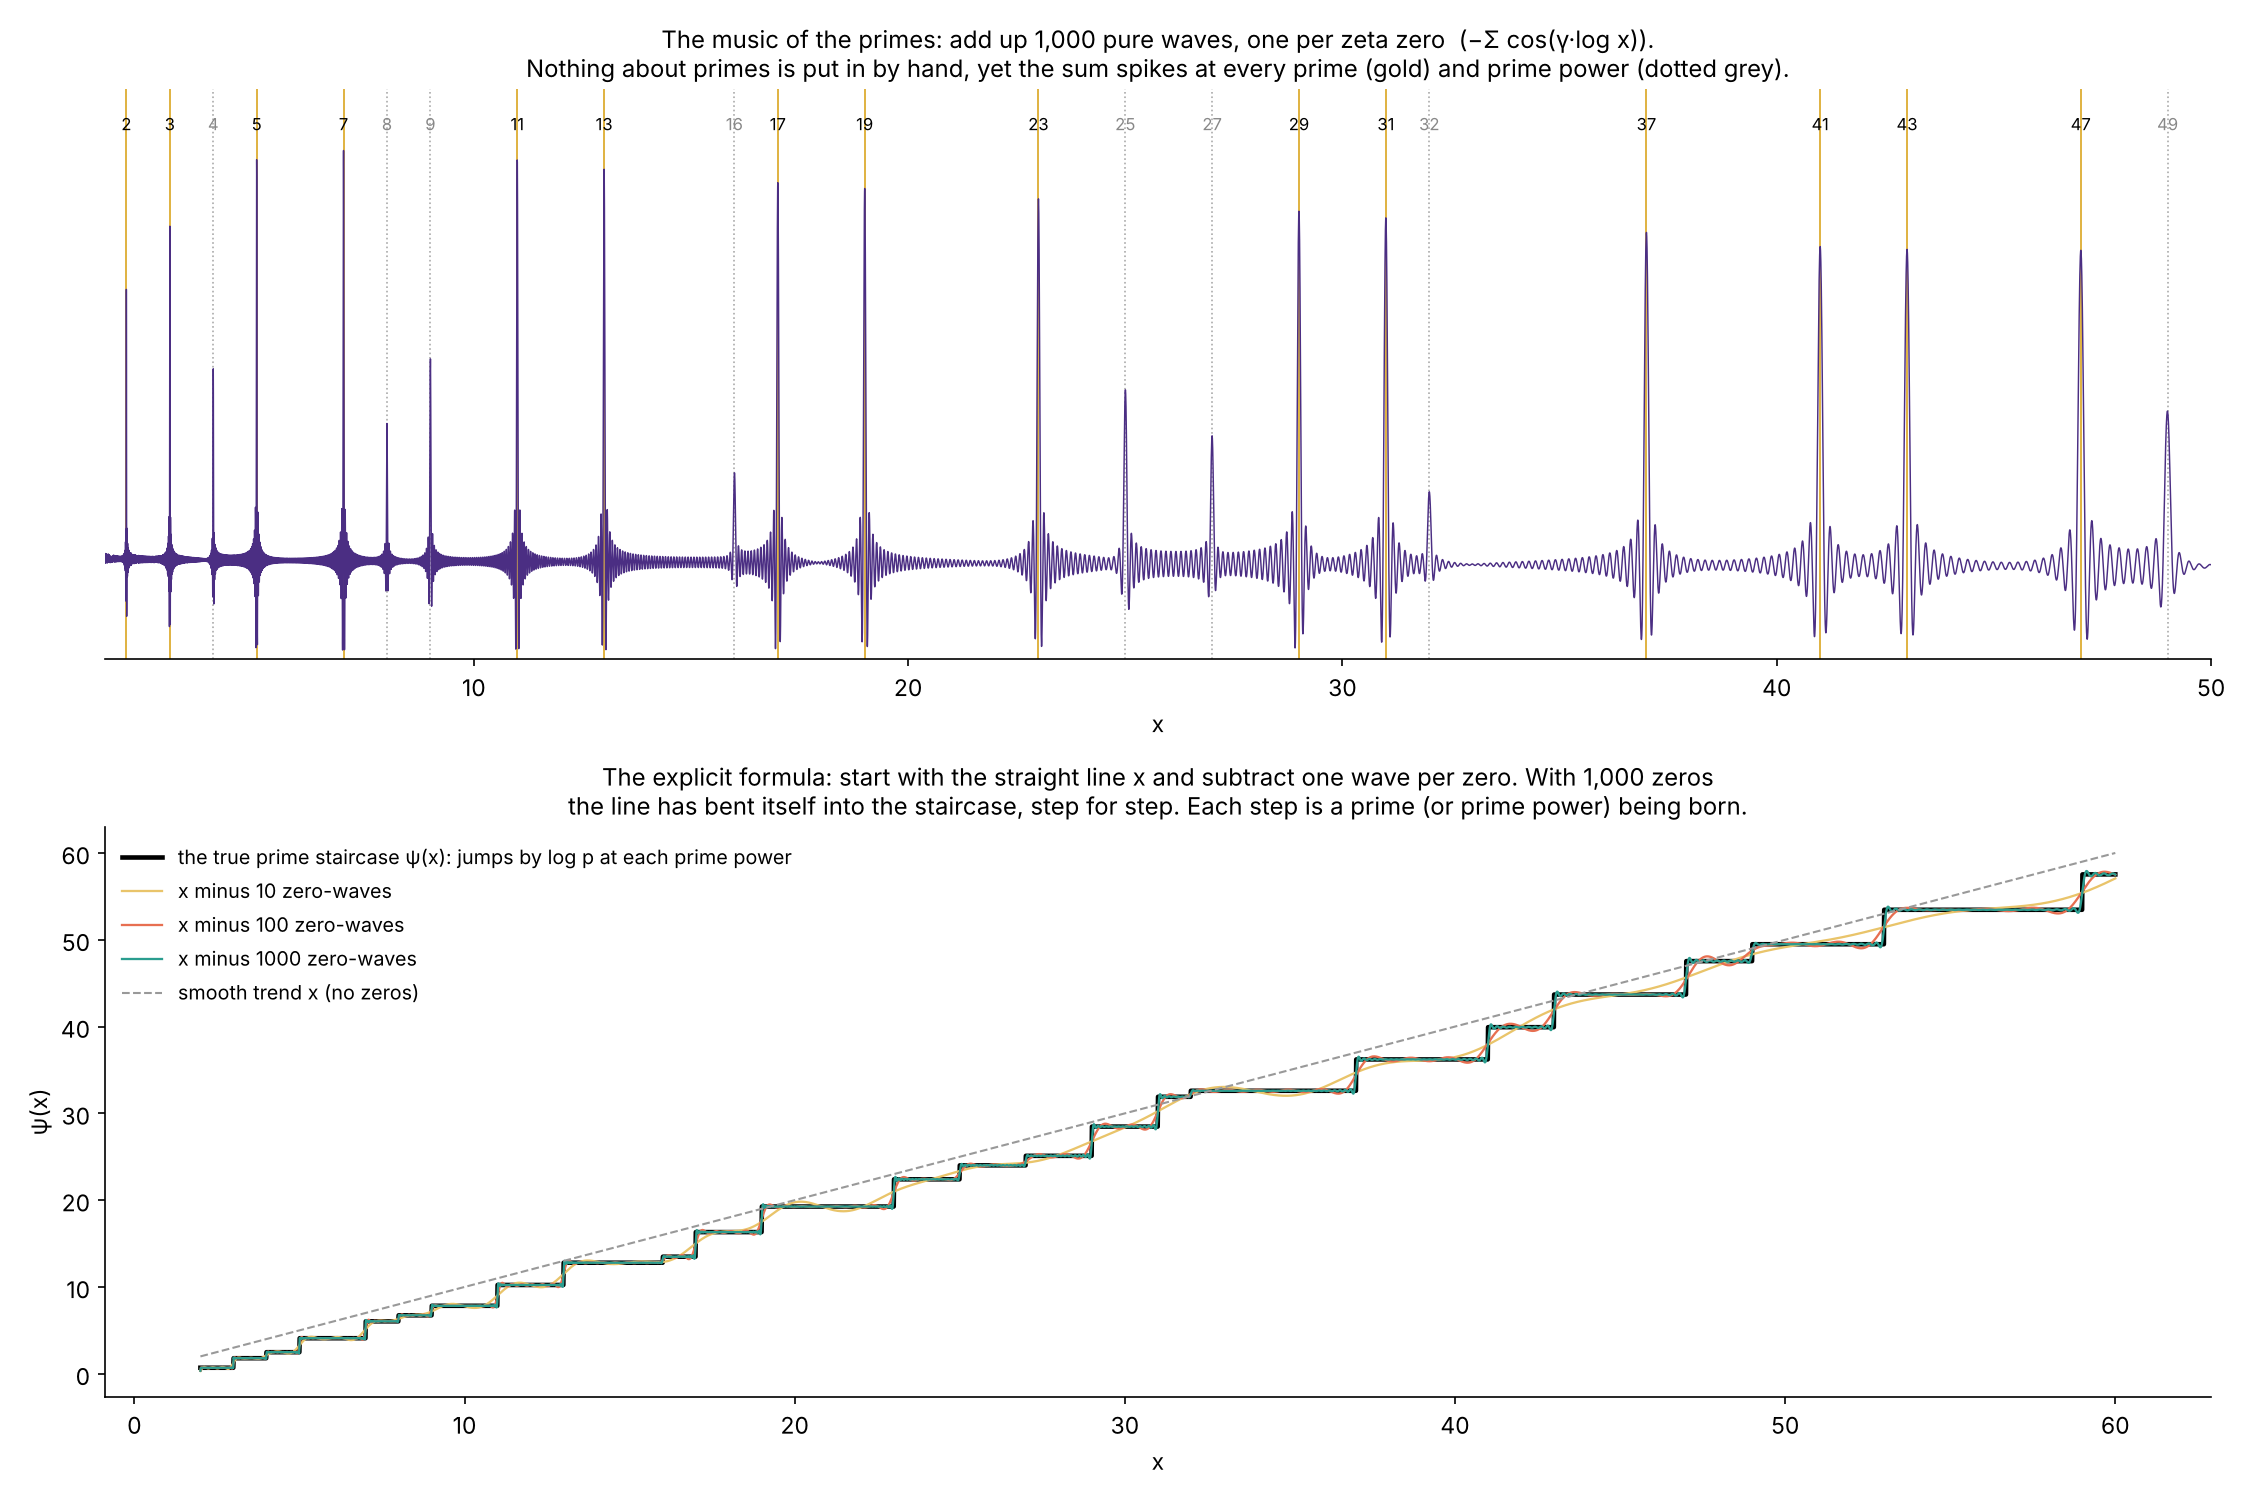 The music of the primes: add up 1,000 pure waves, one per zeta zero (−Σ cos(γ·log x)).
Nothing about primes is put in by hand, yet the sum spikes at every prime (gold) and prime power (dotted grey).
2 3 4 5 7 8 9 11 13 16 17 19 23 25 27 29 31 32 37 41 43 47 49
10 20 30 40 50
x
The explicit formula: start with the straight line x and subtract one wave per zero. With 1,000 zeros
the line has bent itself into the staircase, step for step. Each step is a prime (or prime power) being born.
the true prime staircase ψ(x): jumps by log p at each prime power
x minus 10 zero-waves
x minus 100 zero-waves
x minus 1000 zero-waves
smooth trend x (no zeros)
ψ(x)
60
50
40
30
20
10
0
0 10 20 30 40 50 60
x